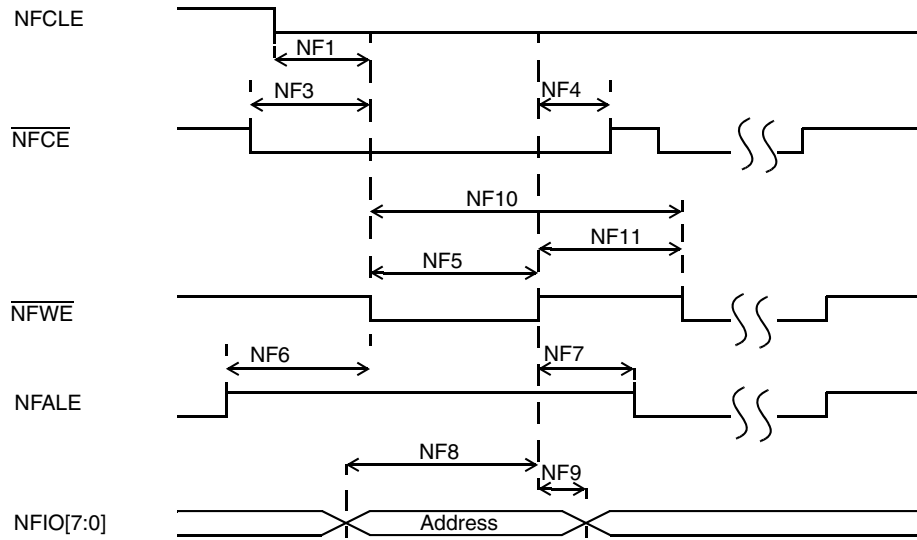 NFCLE
NF1
NF3
NF4
NFCE
NF10
NF11
NF5
NFWE
NF6
NF7
NFALE
NF8
NF9
NFIO[7:0]
Address